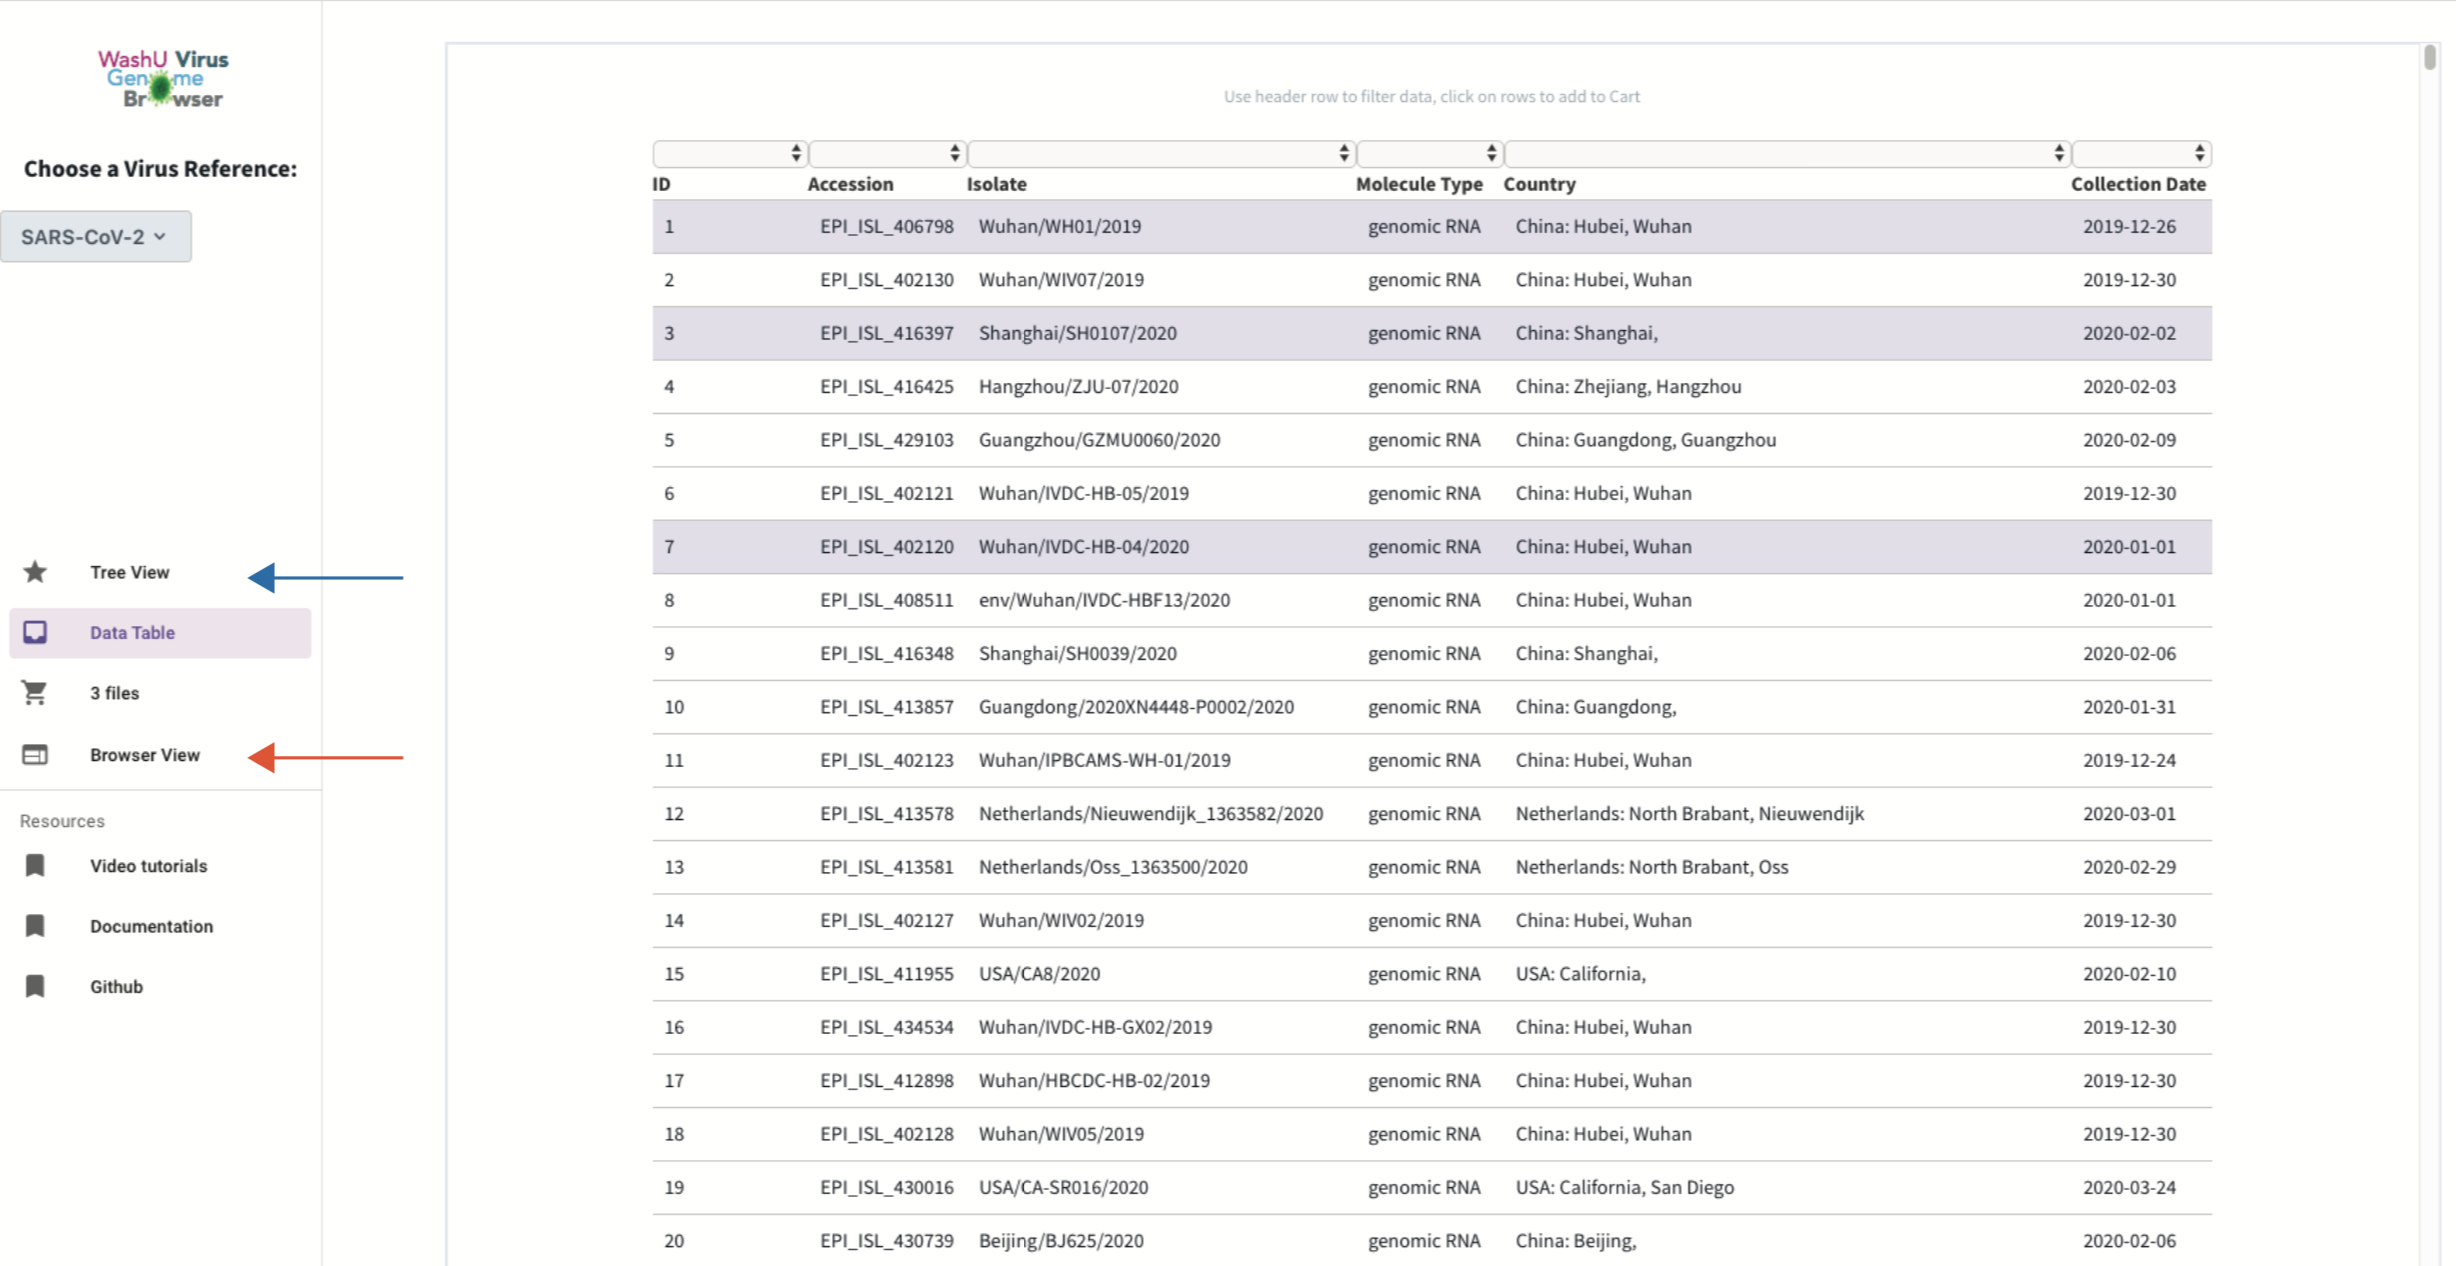 WashU Virus
Genome
Browser
Choose a Virus Reference:
SARS-CoV-2
Tree View
Data Table
3 files
Browser View
Resources
Video tutorials
Documentation
Github
Use header row to filter data, click on rows to add to Cart
ID Accession Isolate Molecule Type Country Collection Date
1 EPI_ISL_406798 Wuhan/WH01/2019 genomic RNA China: Hubei, Wuhan 2019-12-26
2 EPI_ISL_402130 Wuhan/WIV07/2019 genomic RNA China: Hubei, Wuhan 2019-12-30
3 EPI_ISL_416397 Shanghai/SH0107/2020 genomic RNA China: Shanghai, 2020-02-02
4 EPI_ISL_416425 Hangzhou/ZJU-07/2020 genomic RNA China: Zhejiang, Hangzhou 2020-02-03
5 EPI_ISL_429103 Guangzhou/GZMU0060/2020 genomic RNA China: Guangdong, Guangzhou 2020-02-09
6 EPI_ISL_402121 Wuhan/IVDC-HB-05/2019 genomic RNA China: Hubei, Wuhan 2019-12-30
7 EPI_ISL_402120 Wuhan/IVDC-HB-04/2020 genomic RNA China: Hubei, Wuhan 2020-01-01
8 EPI_ISL_408511 env/Wuhan/IVDC-HBF13/2020 genomic RNA China: Hubei, Wuhan 2020-01-01
9 EPI_ISL_416348 Shanghai/SH0039/2020 genomic RNA China: Shanghai, 2020-02-06
10 EPI_ISL_413857 Guangdong/2020XN4448-P0002/2020 genomic RNA China: Guangdong, 2020-01-31
11 EPI_ISL_402123 Wuhan/IPBCAMS-WH-01/2019 genomic RNA China: Hubei, Wuhan 2019-12-24
12 EPI_ISL_413578 Netherlands/Nieuwendijk_1363582/2020 genomic RNA Netherlands: North Brabant, Nieuwendijk 2020-03-01
13 EPI_ISL_413581 Netherlands/Oss_1363500/2020 genomic RNA Netherlands: North Brabant, Oss 2020-02-29
14 EPI_ISL_402127 Wuhan/WIV02/2019 genomic RNA China: Hubei, Wuhan 2019-12-30
15 EPI_ISL_411955 USA/CA8/2020 genomic RNA USA: California, 2020-02-10
16 EPI_ISL_434534 Wuhan/IVDC-HB-GX02/2019 genomic RNA China: Hubei, Wuhan 2019-12-30
17 EPI_ISL_412898 Wuhan/HBCDC-HB-02/2019 genomic RNA China: Hubei, Wuhan 2019-12-30
18 EPI_ISL_402128 Wuhan/WIV05/2019 genomic RNA China: Hubei, Wuhan 2019-12-30
19 EPI_ISL_430016 USA/CA-SR016/2020 genomic RNA USA: California, San Diego 2020-03-24
20 EPI_ISL_430739 Beijing/BJ625/2020 genomic RNA China: Beijing, 2020-02-06